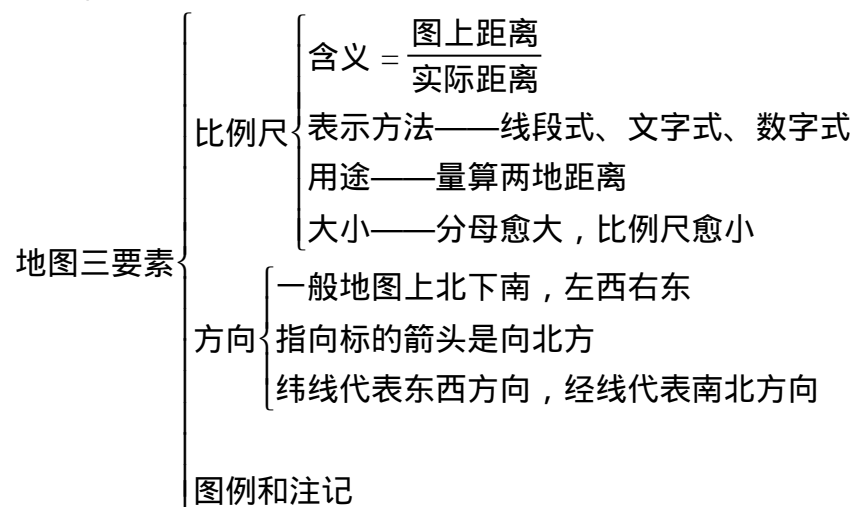 地图三要素
比例尺
含义 = 图上距离
实际距离
表示方法——线段式、文字式、数字式
用途——量算两地距离
大小——分母愈大，比例尺愈小
方向
一般地图上北下南，左西右东
指向标的箭头是向北方
纬线代表东西方向，经线代表南北方向
图例和注记